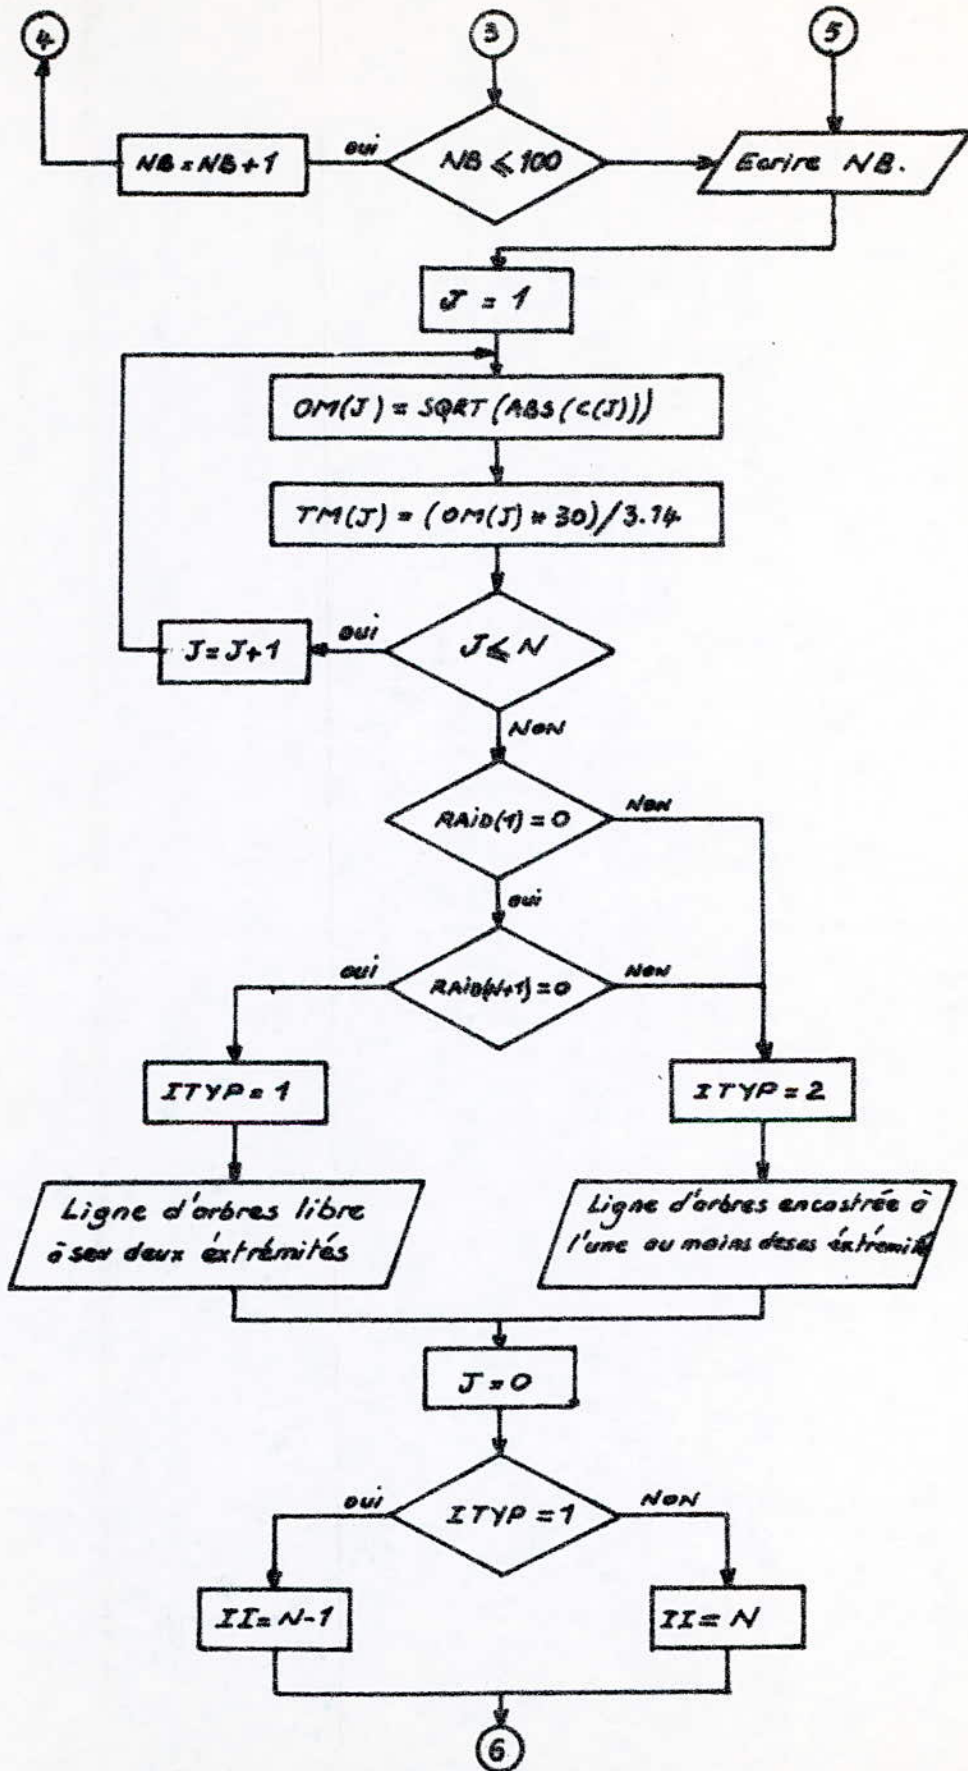 4
3
5
NB = NB+1
oui
NB ⩽ 100
Ecrire NB.
J = 1
OM(J) = SQRT(ABS(C(J)))
TM(J) = (OM(J) * 30)/3.14
J = J+1
oui
J ⩽ N
NON
RAiD(1) = 0
NON
oui
oui
RAiD(N+1) = 0
NON
ITYP = 1
ITYP = 2
Ligne d'arbres libre
à ses deux éxtrémités
Ligne d'arbres encastrée à
l'une au moins de ses éxtrémité
J = 0
oui
ITYP = 1
NON
II = N-1
II = N
6